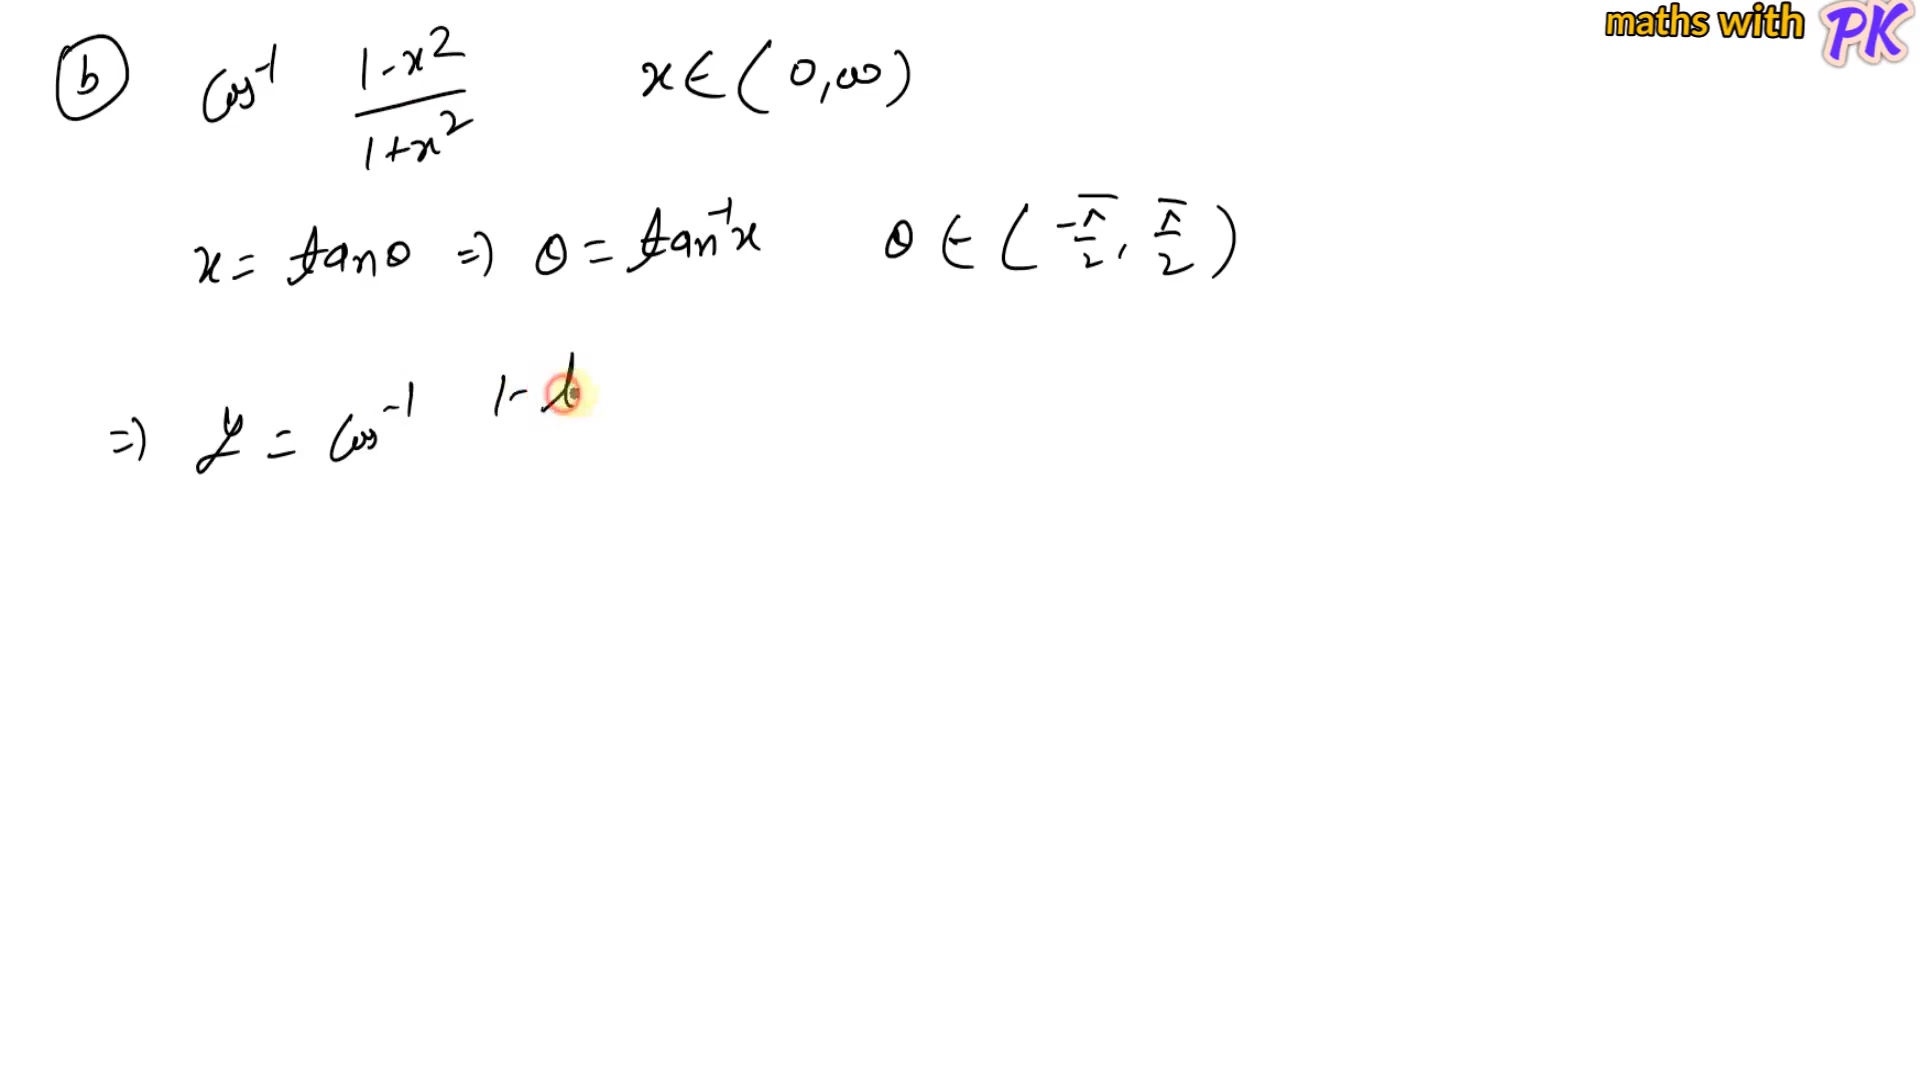 maths with PK
b cos⁻¹ (1-x²)/(1+x²) x∈(0,∞)
x = tanθ ⇒ θ = tan⁻¹x θ ∈ (-π/2, π/2)
⇒ y = cos⁻¹ 1-